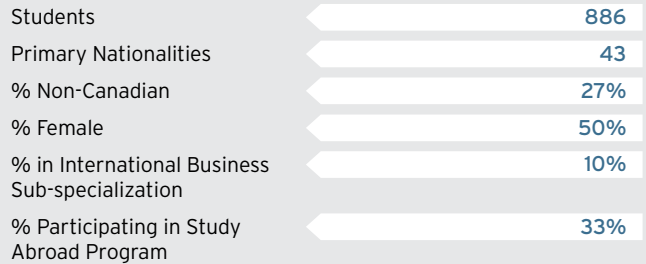 Students 886
Primary Nationalities 43
% Non-Canadian 27%
% Female 50%
% in International Business 10%
Sub-specialization
% Participating in Study 33%
Abroad Program